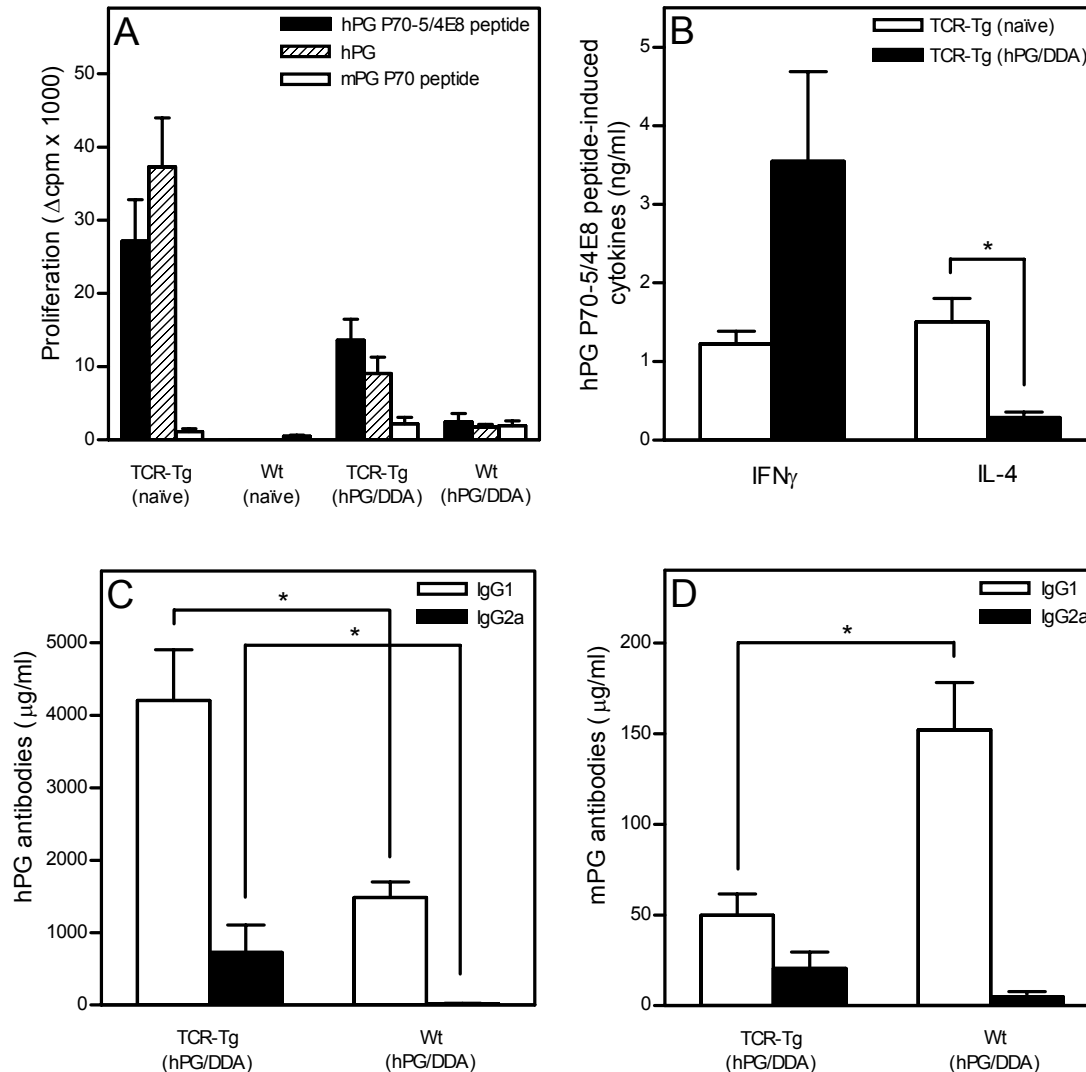 A
hPG P70-5/4E8 peptide
hPG
mPG P70 peptide
Proliferation (Δcpm x 1000)
50
40
30
20
10
0
TCR-Tg
(naïve)
Wt
(naïve)
TCR-Tg
(hPG/DDA)
Wt
(hPG/DDA)
B
TCR-Tg (naïve)
TCR-Tg (hPG/DDA)
hPG P70-5/4E8 peptide-induced
cytokines (ng/ml)
5
4
3
2
1
0
*
IFNγ
IL-4
C
IgG1
IgG2a
*
*
hPG antibodies ( μg/ml)
5000
4000
3000
2000
1000
0
TCR-Tg
(hPG/DDA)
Wt
(hPG/DDA)
D
IgG1
IgG2a
*
mPG antibodies ( μg/ml)
200
150
100
50
0
TCR-Tg
(hPG/DDA)
Wt
(hPG/DDA)